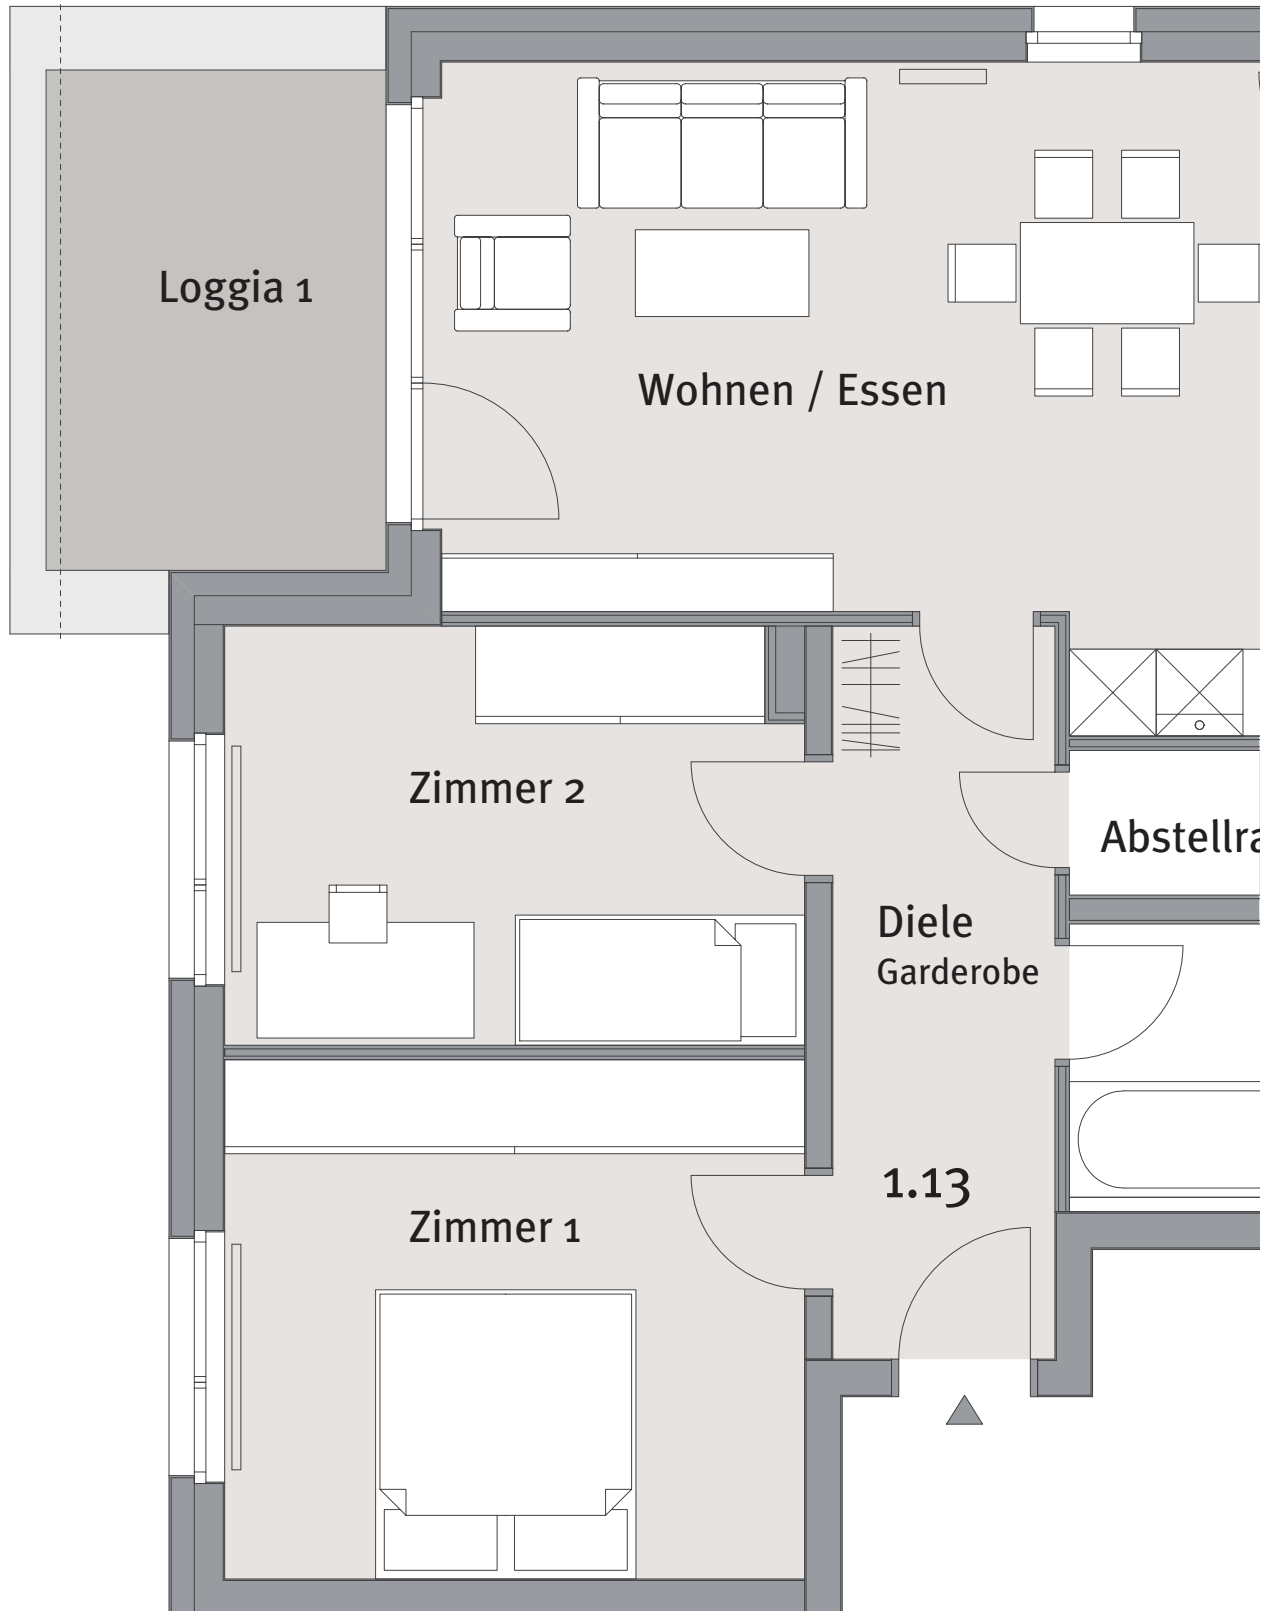 Loggia 1
Wohnen / Essen
Zimmer 2
Abstellra
Diele
Garderobe
1.13
Zimmer 1